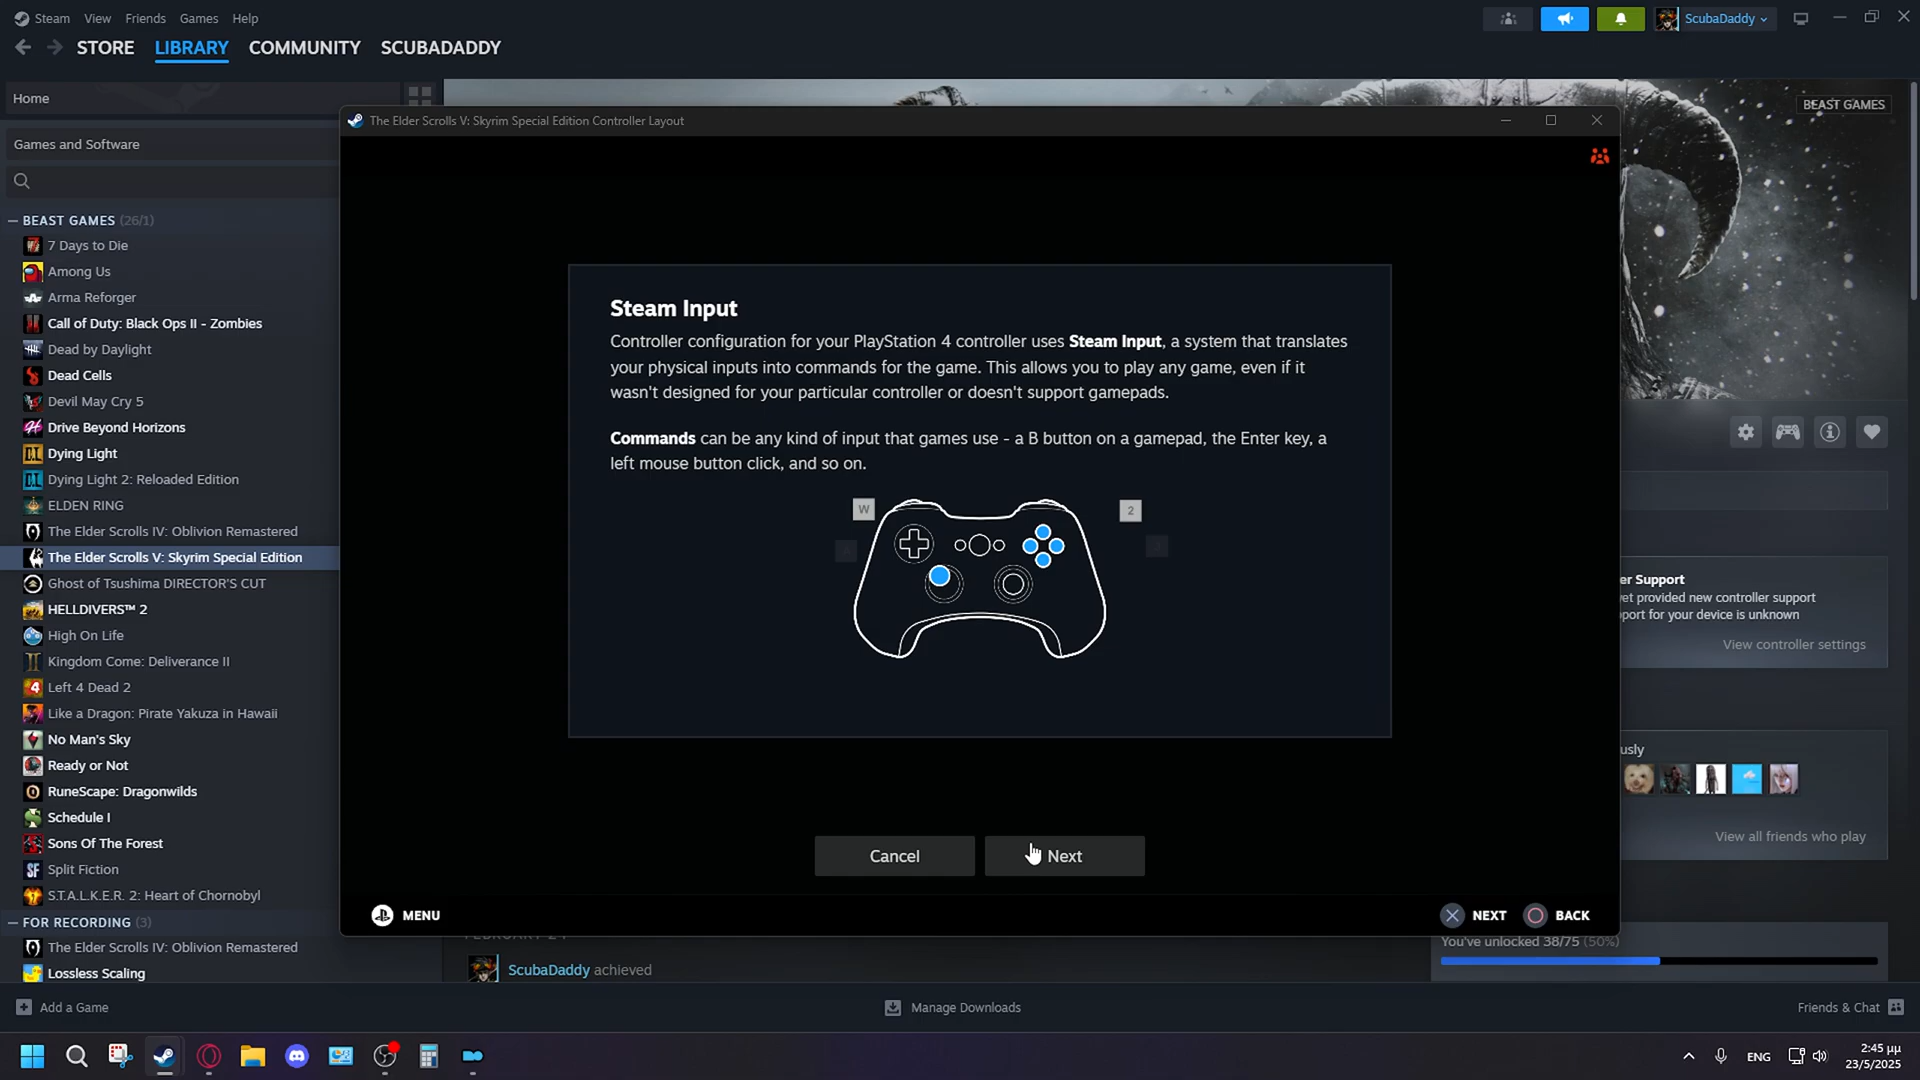 Steam View Friends Games Help
ScubaDaddy
STORE LIBRARY COMMUNITY SCUBADADDY
Home
BEAST GAMES
The Elder Scrolls V: Skyrim Special Edition Controller Layout
Games and Software
BEAST GAMES (26/1)
7 Days to Die
Among Us
Arma Reforger
Call of Duty: Black Ops II - Zombies
Dead by Daylight
Dead Cells
Devil May Cry 5
Drive Beyond Horizons
Dying Light
Dying Light 2: Reloaded Edition
ELDEN RING
The Elder Scrolls IV: Oblivion Remastered
The Elder Scrolls V: Skyrim Special Edition
Ghost of Tsushima DIRECTOR'S CUT
HELLDIVERS™ 2
High On Life
Kingdom Come: Deliverance II
Left 4 Dead 2
Like a Dragon: Pirate Yakuza in Hawaii
No Man's Sky
Ready or Not
RuneScape: Dragonwilds
Schedule I
Sons Of The Forest
Split Fiction
S.T.A.L.K.E.R. 2: Heart of Chornobyl
FOR RECORDING (3)
The Elder Scrolls IV: Oblivion Remastered
Lossless Scaling
Steam Input
Controller configuration for your PlayStation 4 controller uses Steam Input, a system that translates
your physical inputs into commands for the game. This allows you to play any game, even if it
wasn't designed for your particular controller or doesn't support gamepads.
Commands can be any kind of input that games use - a B button on a gamepad, the Enter key, a
left mouse button click, and so on.
W
2
A
Cancel
Next
MENU
NEXT
BACK
er Support
et provided new controller support
port for your device is unknown
View controller settings
usly
View all friends who play
You've unlocked 38/75 (50%)
ScubaDaddy achieved
Add a Game
Manage Downloads
Friends & Chat
ENG
2:45 μμ
23/5/2025